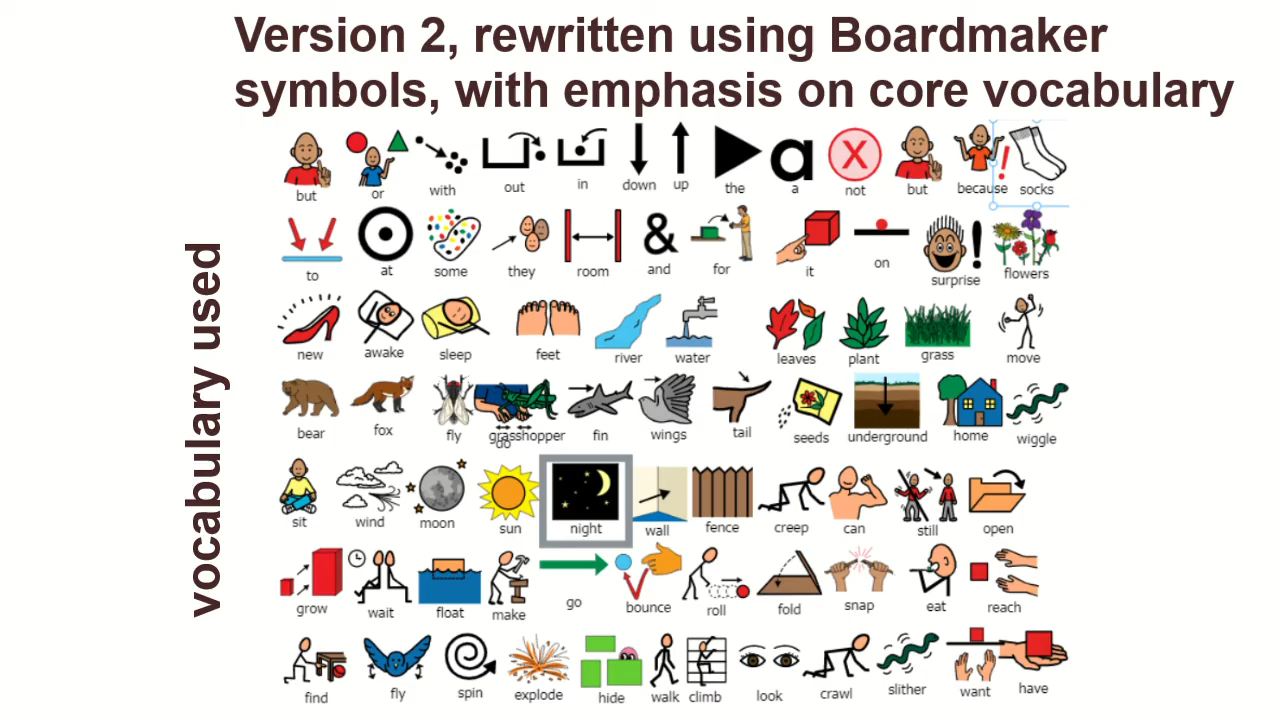 Version 2, rewritten using Boardmaker
symbols, with emphasis on core vocabulary
vocabulary used
but or with out in down up the a not but because socks
to at some they room and for it on surprise flowers
new awake sleep feet river water leaves plant grass move
bear fox fly grasshopper fin wings tail seeds underground home wiggle
do
sit wind moon sun night wall fence creep can still open
grow wait float make go bounce roll fold snap eat reach
find fly spin explode hide walk climb look crawl slither want have